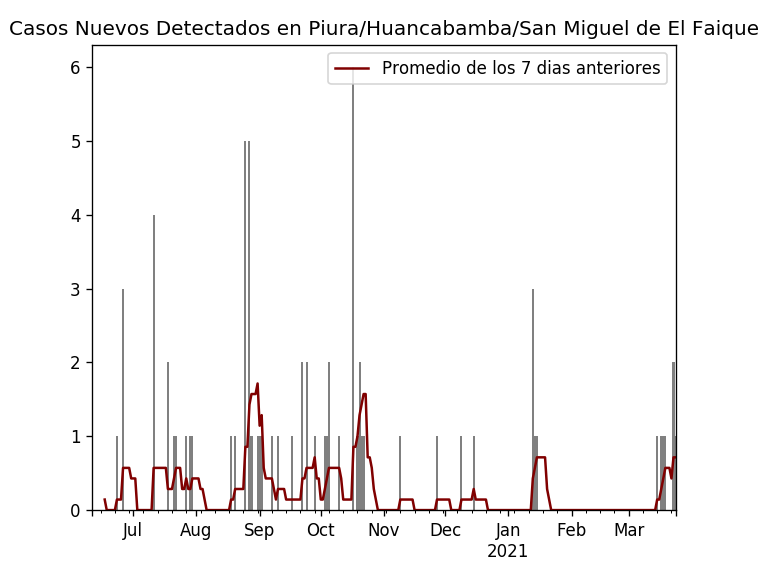 Casos Nuevos Detectados en Piura/Huancabamba/San Miguel de El Faique
Promedio de los 7 dias anteriores
6
5
4
3
2
1
0
Jul Aug Sep Oct Nov Dec Jan Feb Mar
2021